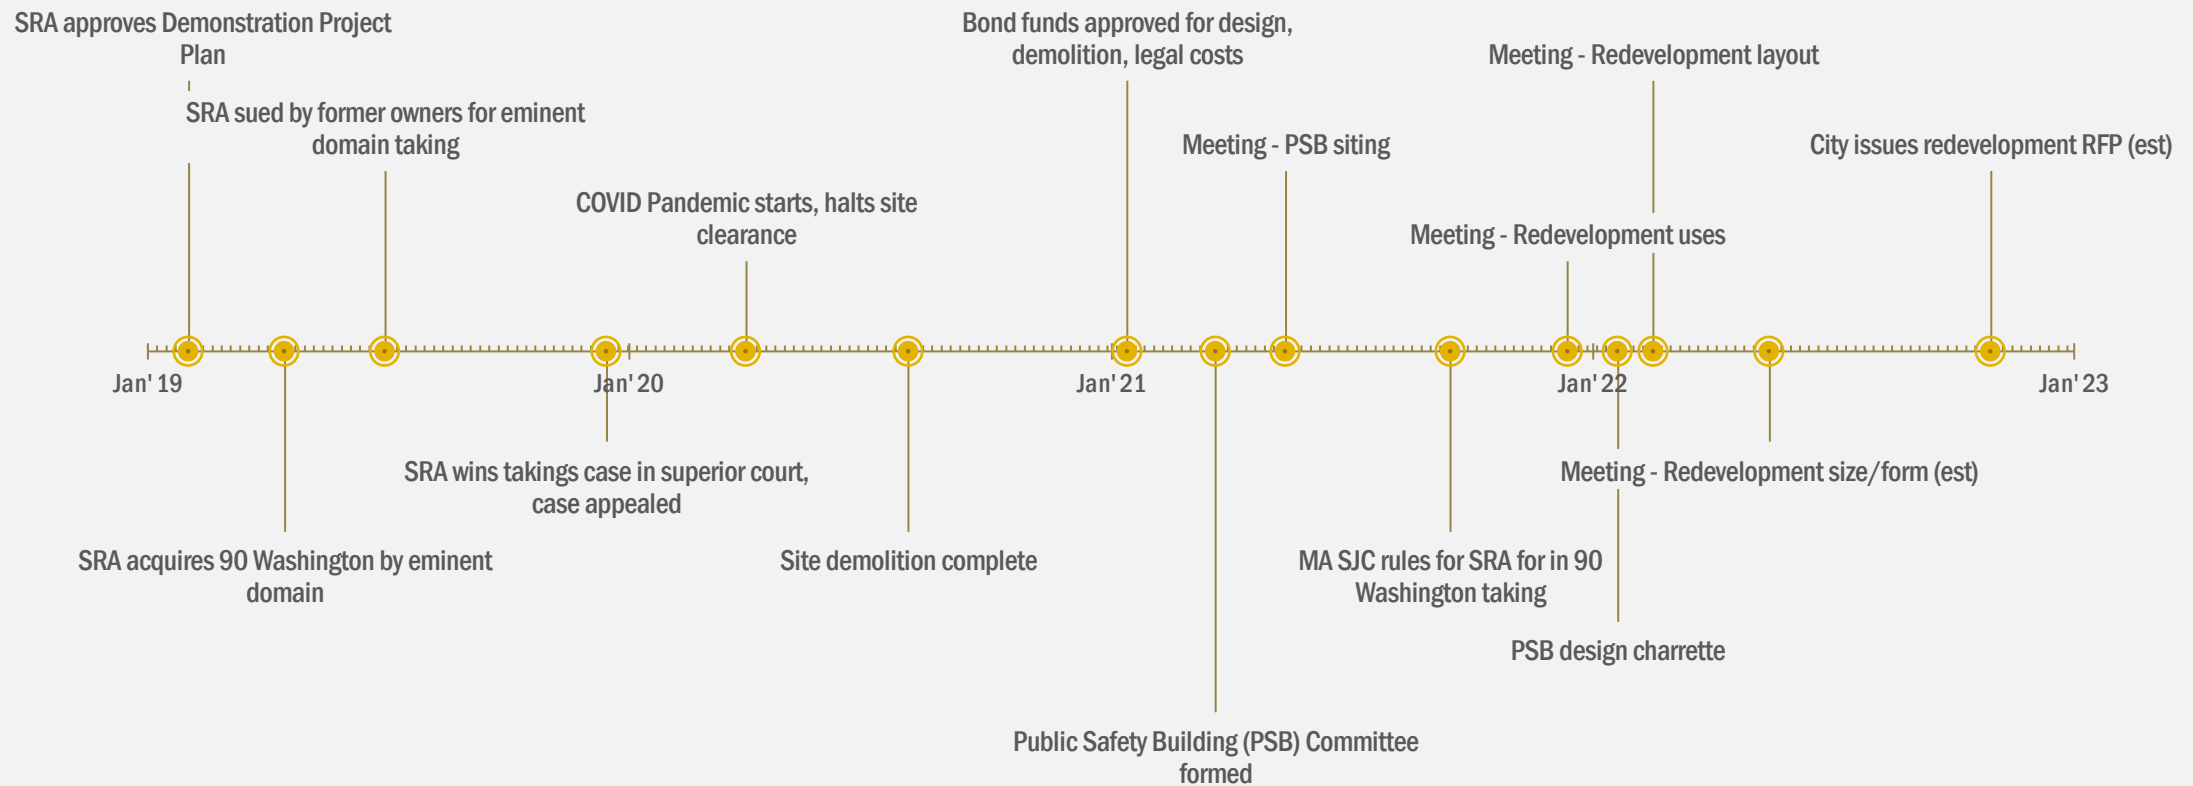 SRA approves Demonstration Project
Plan
Bond funds approved for design,
demolition, legal costs
Meeting - Redevelopment layout
SRA sued by former owners for eminent
domain taking
Meeting - PSB siting
City issues redevelopment RFP (est)
COVID Pandemic starts, halts site
clearance
Meeting - Redevelopment uses
Jan' 19
Jan' 20
Jan' 21
Jan' 22
Jan' 23
SRA wins takings case in superior court,
case appealed
Meeting - Redevelopment size/form (est)
SRA acquires 90 Washington by eminent
domain
Site demolition complete
MA SJC rules for SRA for in 90
Washington taking
PSB design charrette
Public Safety Building (PSB) Committee
formed